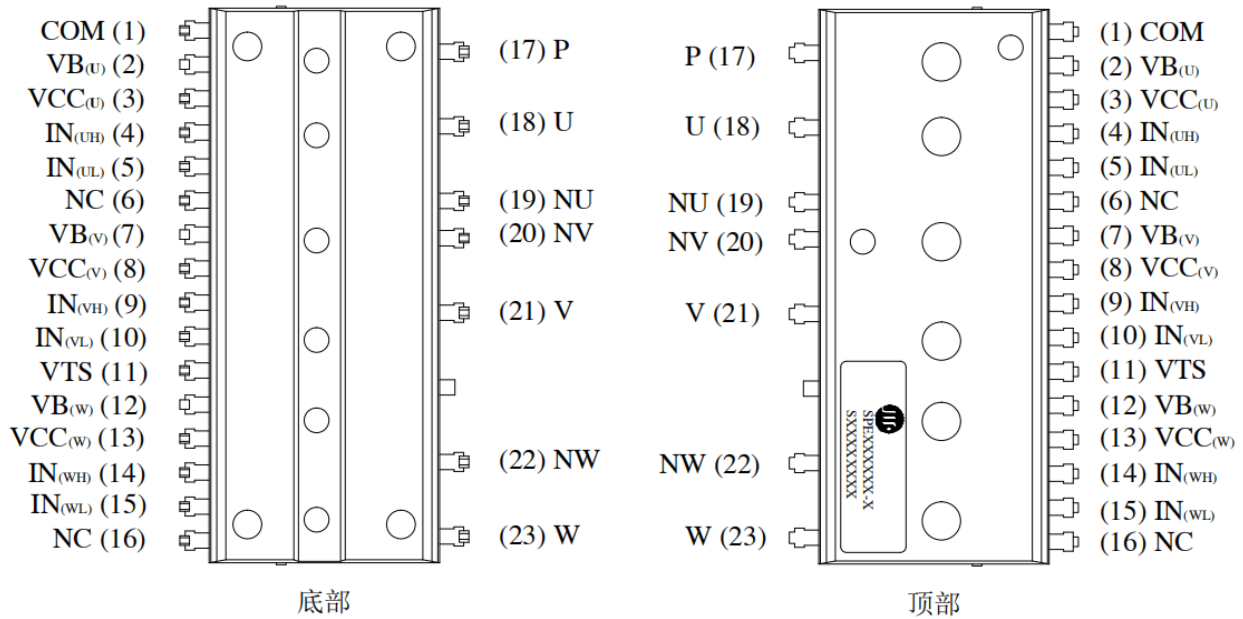 COM (1)
VB(U) (2)
VCC(U) (3)
IN(UH) (4)
IN(UL) (5)
NC (6)
VB(V) (7)
VCC(V) (8)
IN(VH) (9)
IN(VL) (10)
VTS (11)
VB(W) (12)
VCC(W) (13)
IN(WH) (14)
IN(WL) (15)
NC (16)
(17) P
(18) U
(19) NU
(20) NV
(21) V
(22) NW
(23) W
底部
P (17)
U (18)
NU (19)
NV (20)
V (21)
NW (22)
W (23)
SPEXXXXXXX-X
SXXXXXXXXX
(1) COM
(2) VB(U)
(3) VCC(U)
(4) IN(UH)
(5) IN(UL)
(6) NC
(7) VB(V)
(8) VCC(V)
(9) IN(VH)
(10) IN(VL)
(11) VTS
(12) VB(W)
(13) VCC(W)
(14) IN(WH)
(15) IN(WL)
(16) NC
顶部